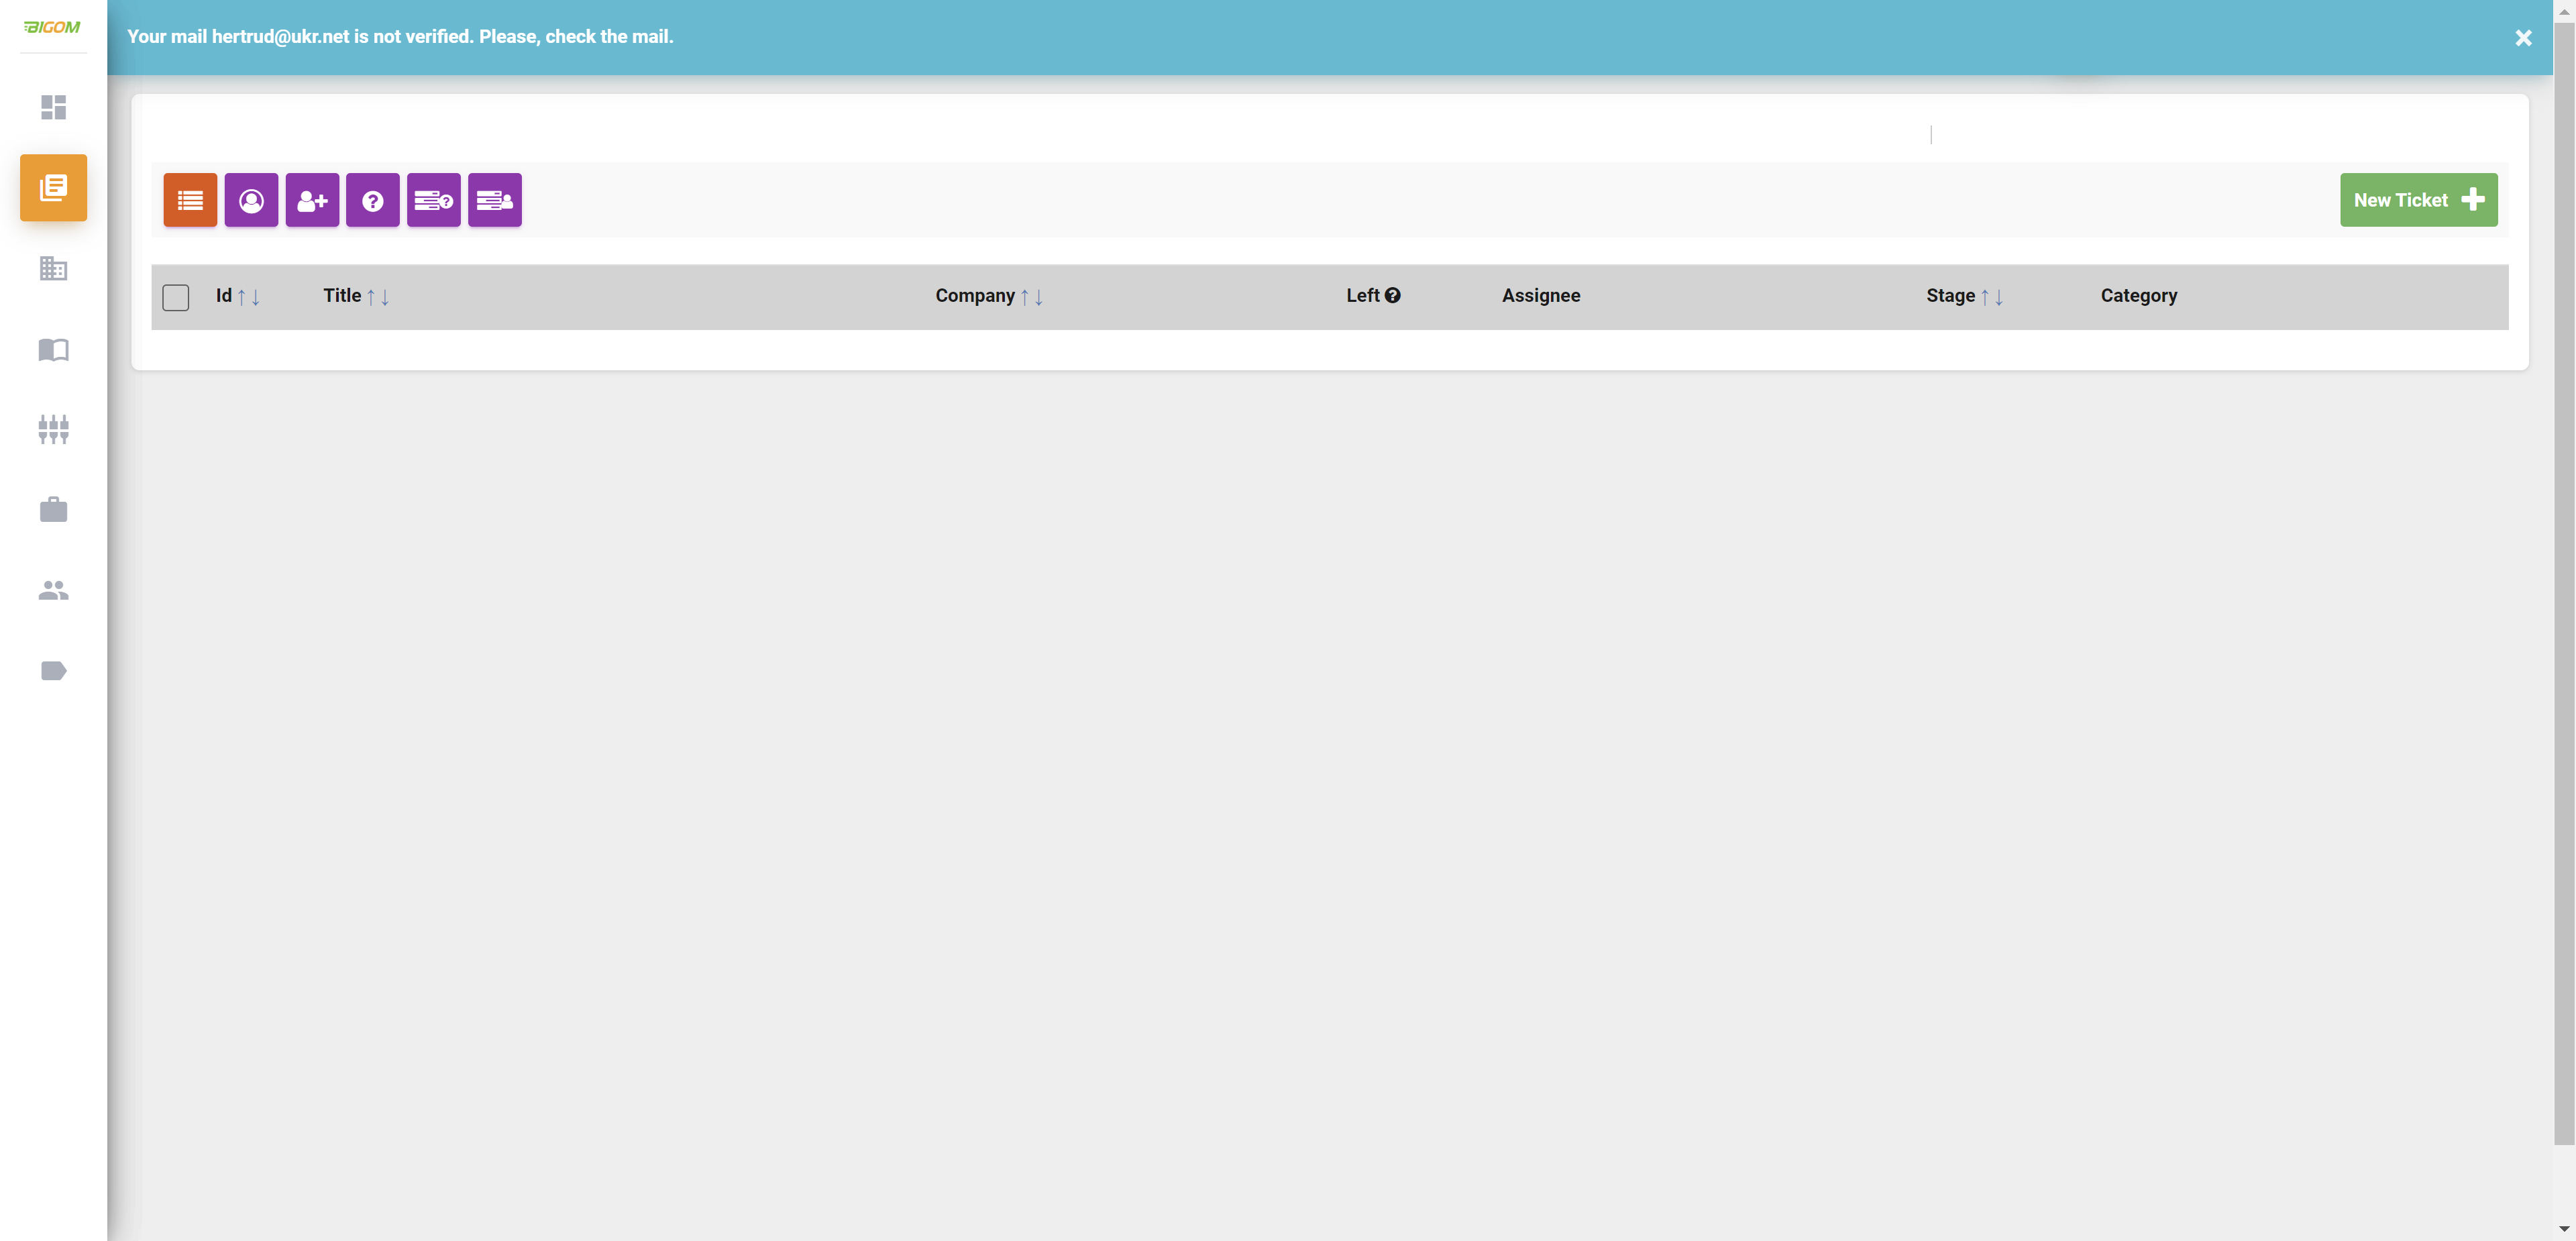 BIGOM
Your mail hertrud@ukr.net is not verified. Please, check the mail.
New Ticket
Id ↑↓ Title ↑↓ Company ↑↓ Left Assignee Stage ↑↓ Category